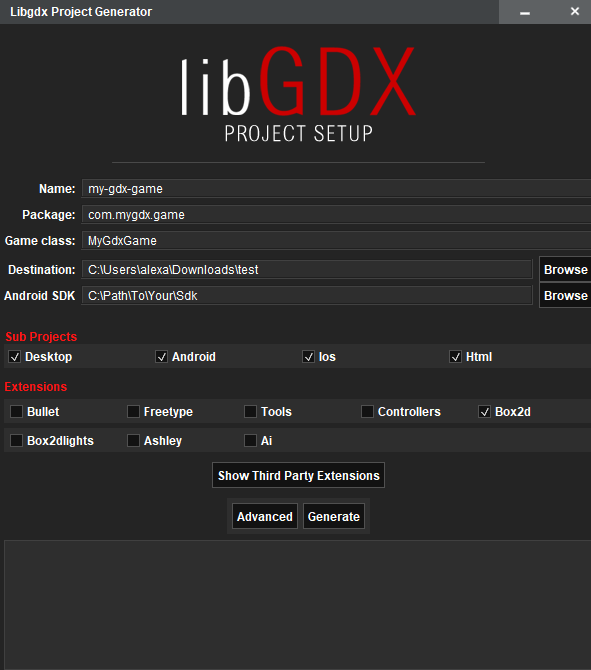 Libgdx Project Generator
libGDX
PROJECT SETUP
Name: my-gdx-game
Package: com.mygdx.game
Game class: MyGdxGame
Destination: C:\Users\alexa\Downloads\test Browse
Android SDK C:\Path\To\Your\Sdk Browse
Sub Projects
Desktop Android Ios Html
Extensions
Bullet Freetype Tools Controllers Box2d
Box2dlights Ashley Ai
Show Third Party Extensions
Advanced Generate